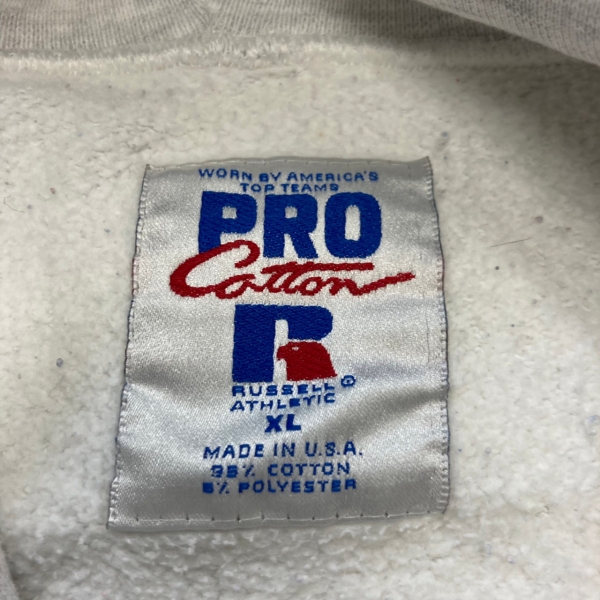 WORN BY AMERICA'S
TOP TEAMS
PRO
Cotton
R
RUSSELL ®
ATHLETIC
XL
MADE IN U.S.A.
95% COTTON
5% POLYESTER